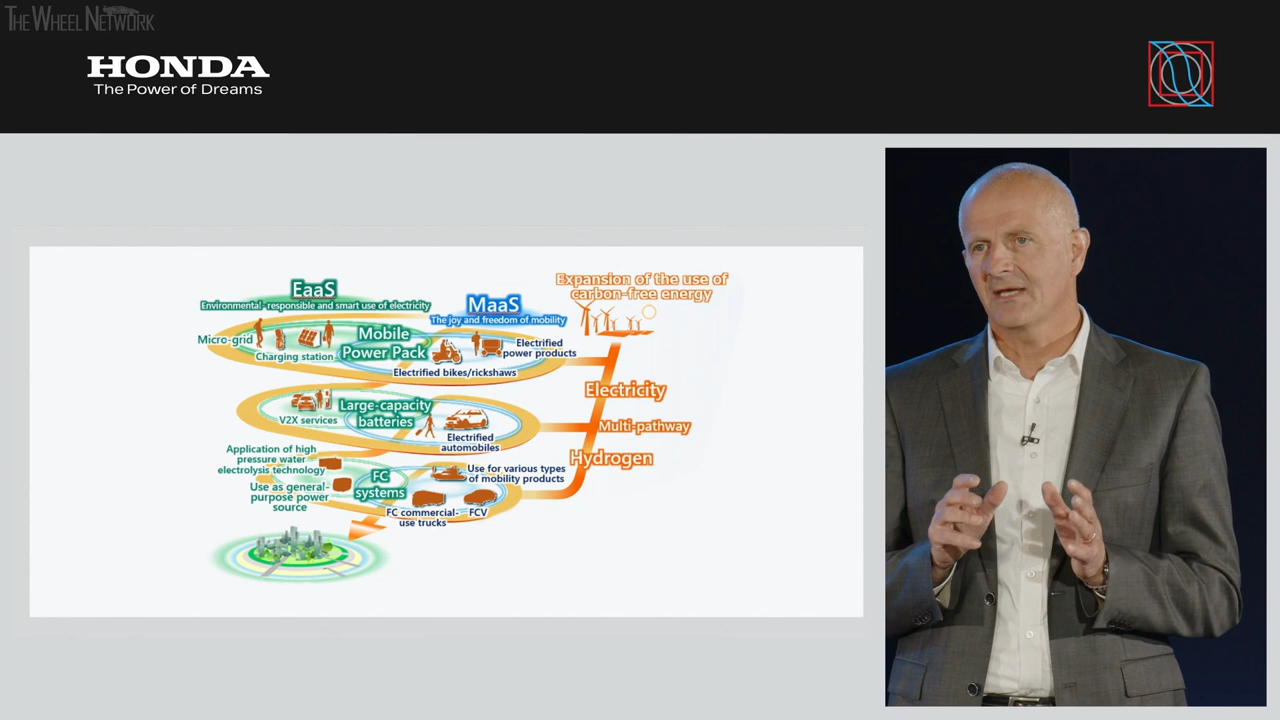 THE WHEEL NETWORK
HONDA
The Power of Dreams
EaaS
Environmental-responsible and smart use of electricity
MaaS
The joy and freedom of mobility
Expansion of the use of
carbon-free energy
Micro-grid
Charging station
Mobile
Power Pack
Electrified
power products
Electrified bikes/rickshaws
Electricity
V2X services
Large-capacity
batteries
Electrified
automobiles
Multi-pathway
Hydrogen
Application of high
pressure water
electrolysis technology
Use as general-
purpose power
source
FC
systems
Use for various types
of mobility products
FC commercial-
use trucks
FCV